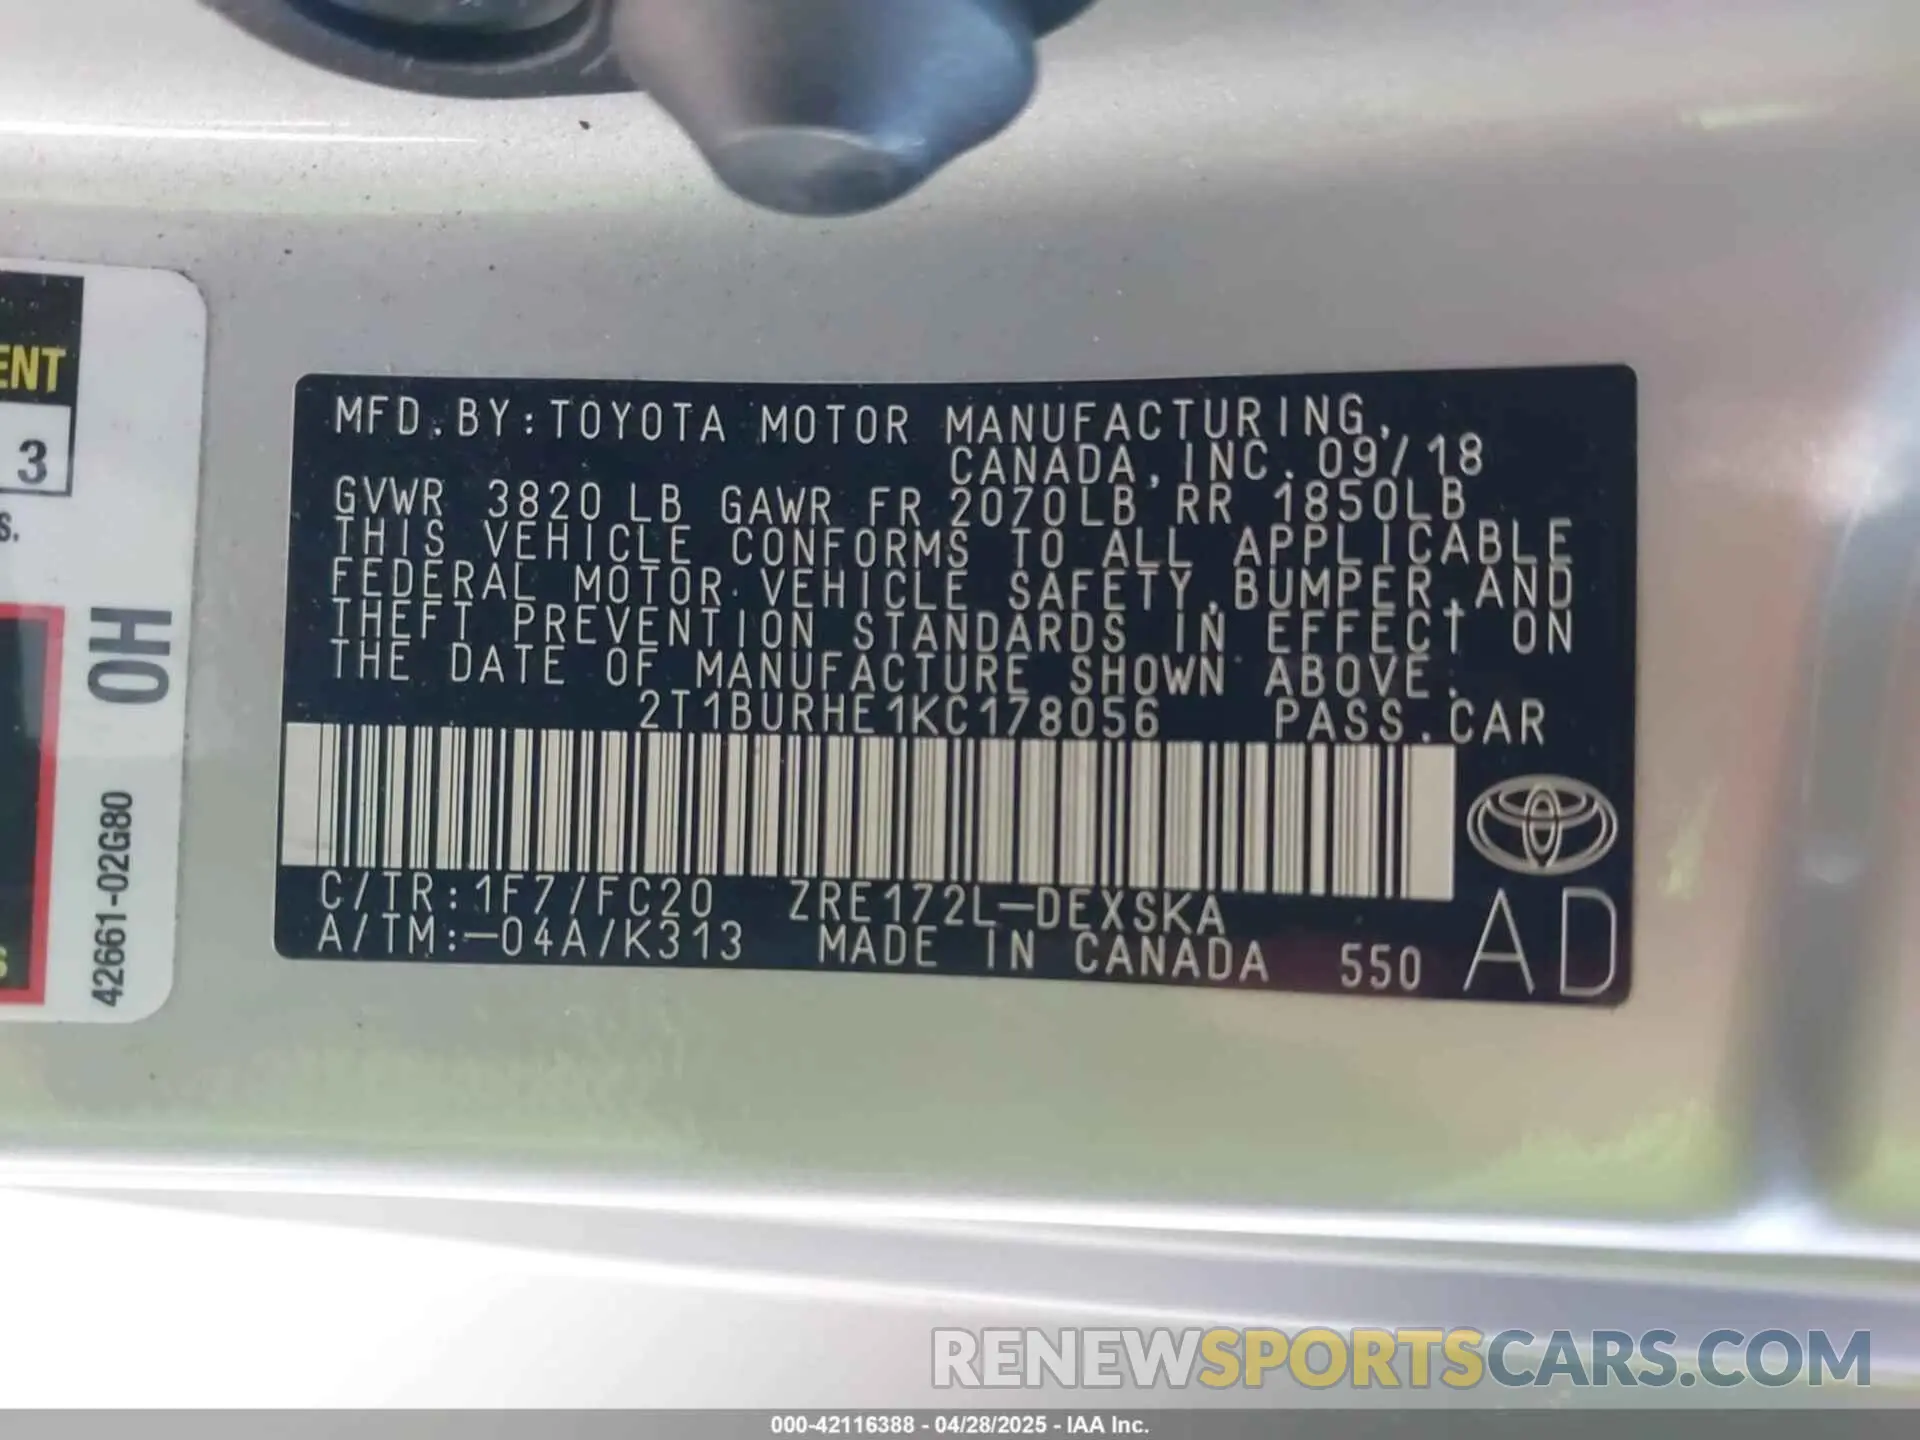 MFD.BY:TOYOTA MOTOR MANUFACTURING,
CANADA,INC.09/18
GVWR 3820LB GAWR FR 2070LB RR 1850LB
THIS VEHICLE CONFORMS TO ALL APPLICABLE
FEDERAL MOTOR VEHICLE SAFETY,BUMPER,AND
THEFT PREVENTION STANDARDS IN EFFECT ON
THE DATE OF MANUFACTURE SHOWN ABOVE.
2T1BURHE1KC178056 PASS.CAR
C/TR:1F7/FC20 ZRE172L-DEXSKA
A/TM:-04A/K313 MADE IN CANADA 550
AD
ENT
3
S.
0H
42661-02G80
S
RENEWSPORTSCARS.COM
000-42116388 - 04/28/2025 - IAA Inc.